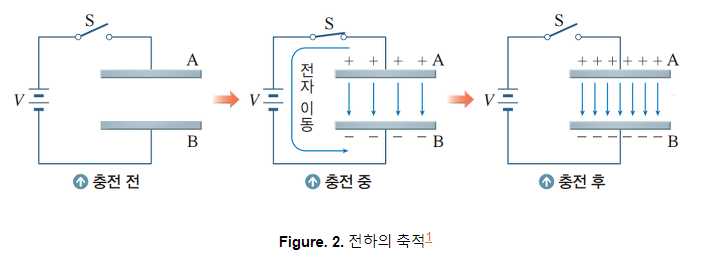 S
A
V
B
충전 전
S
+ + + + A
전자 이동
V
− − − − B
충전 중
S
+ + + + + + + A
V
− − − − − − − B
충전 후
Figure. 2. 전하의 축적1